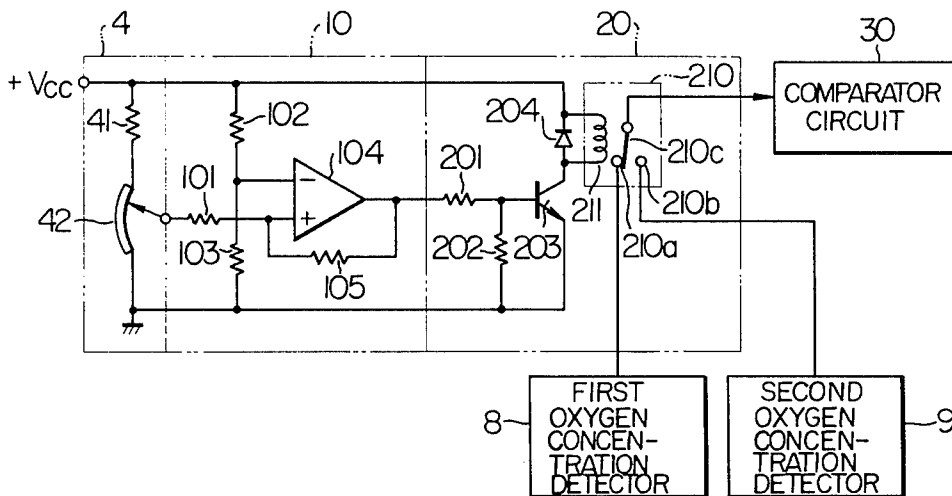 4
10
20
30
+ Vcc
41
102
204
210
COMPARATOR
CIRCUIT
104
201
210c
101
42
211
210b
103
202
203
210a
105
8
FIRST
OXYGEN
CONCEN-
TRATION
DETECTOR
SECOND
OXYGEN
CONCEN-
TRATION
DETECTOR
9